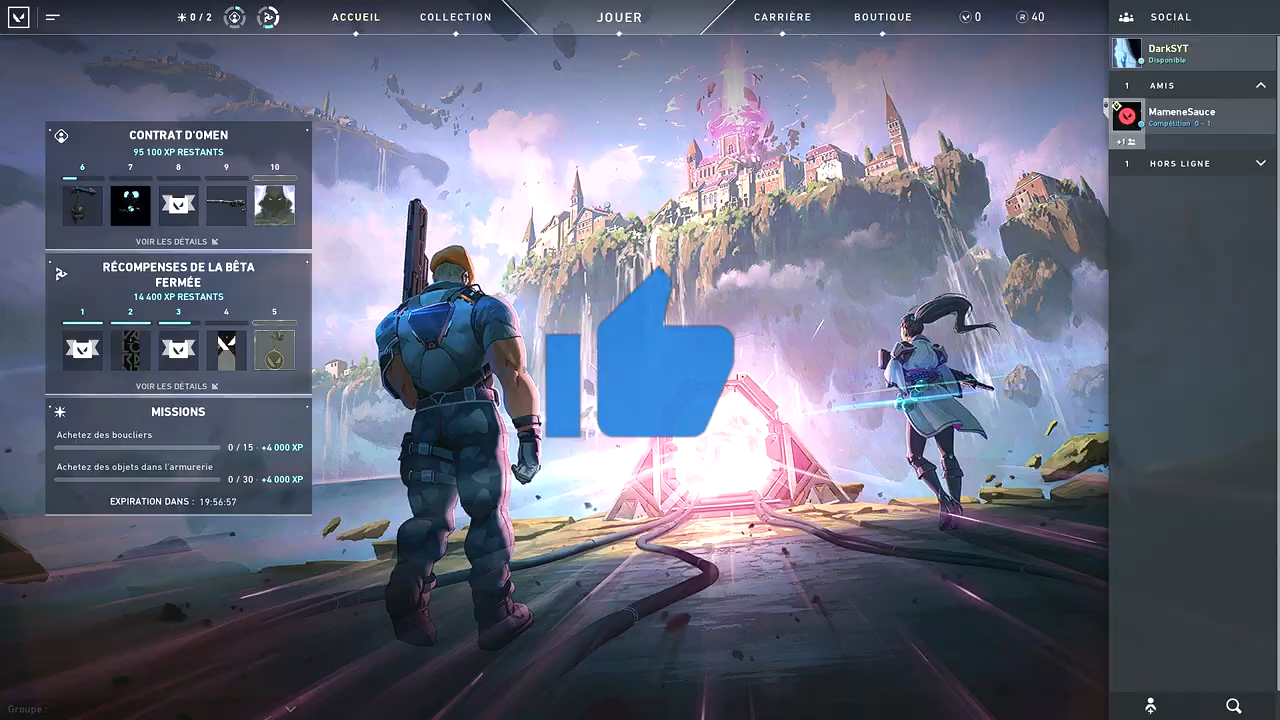 0 / 2
ACCUEIL
COLLECTION
JOUER
CARRIÈRE
BOUTIQUE
0
40
SOCIAL
DarkSYT
Disponible
1 AMIS
MameneSauce
Compétition 0 - 1
+1
1 HORS LIGNE
CONTRAT D'OMEN
95 100 XP RESTANTS
6 7 8 9 10
VOIR LES DÉTAILS
RÉCOMPENSES DE LA BÊTA
FERMÉE
14 400 XP RESTANTS
1 2 3 4 5
VOIR LES DÉTAILS
MISSIONS
Achetez des boucliers
0 / 15 · +4 000 XP
Achetez des objets dans l'armurerie
0 / 30 · +4 000 XP
EXPIRATION DANS : 19:56:57
Groupe :